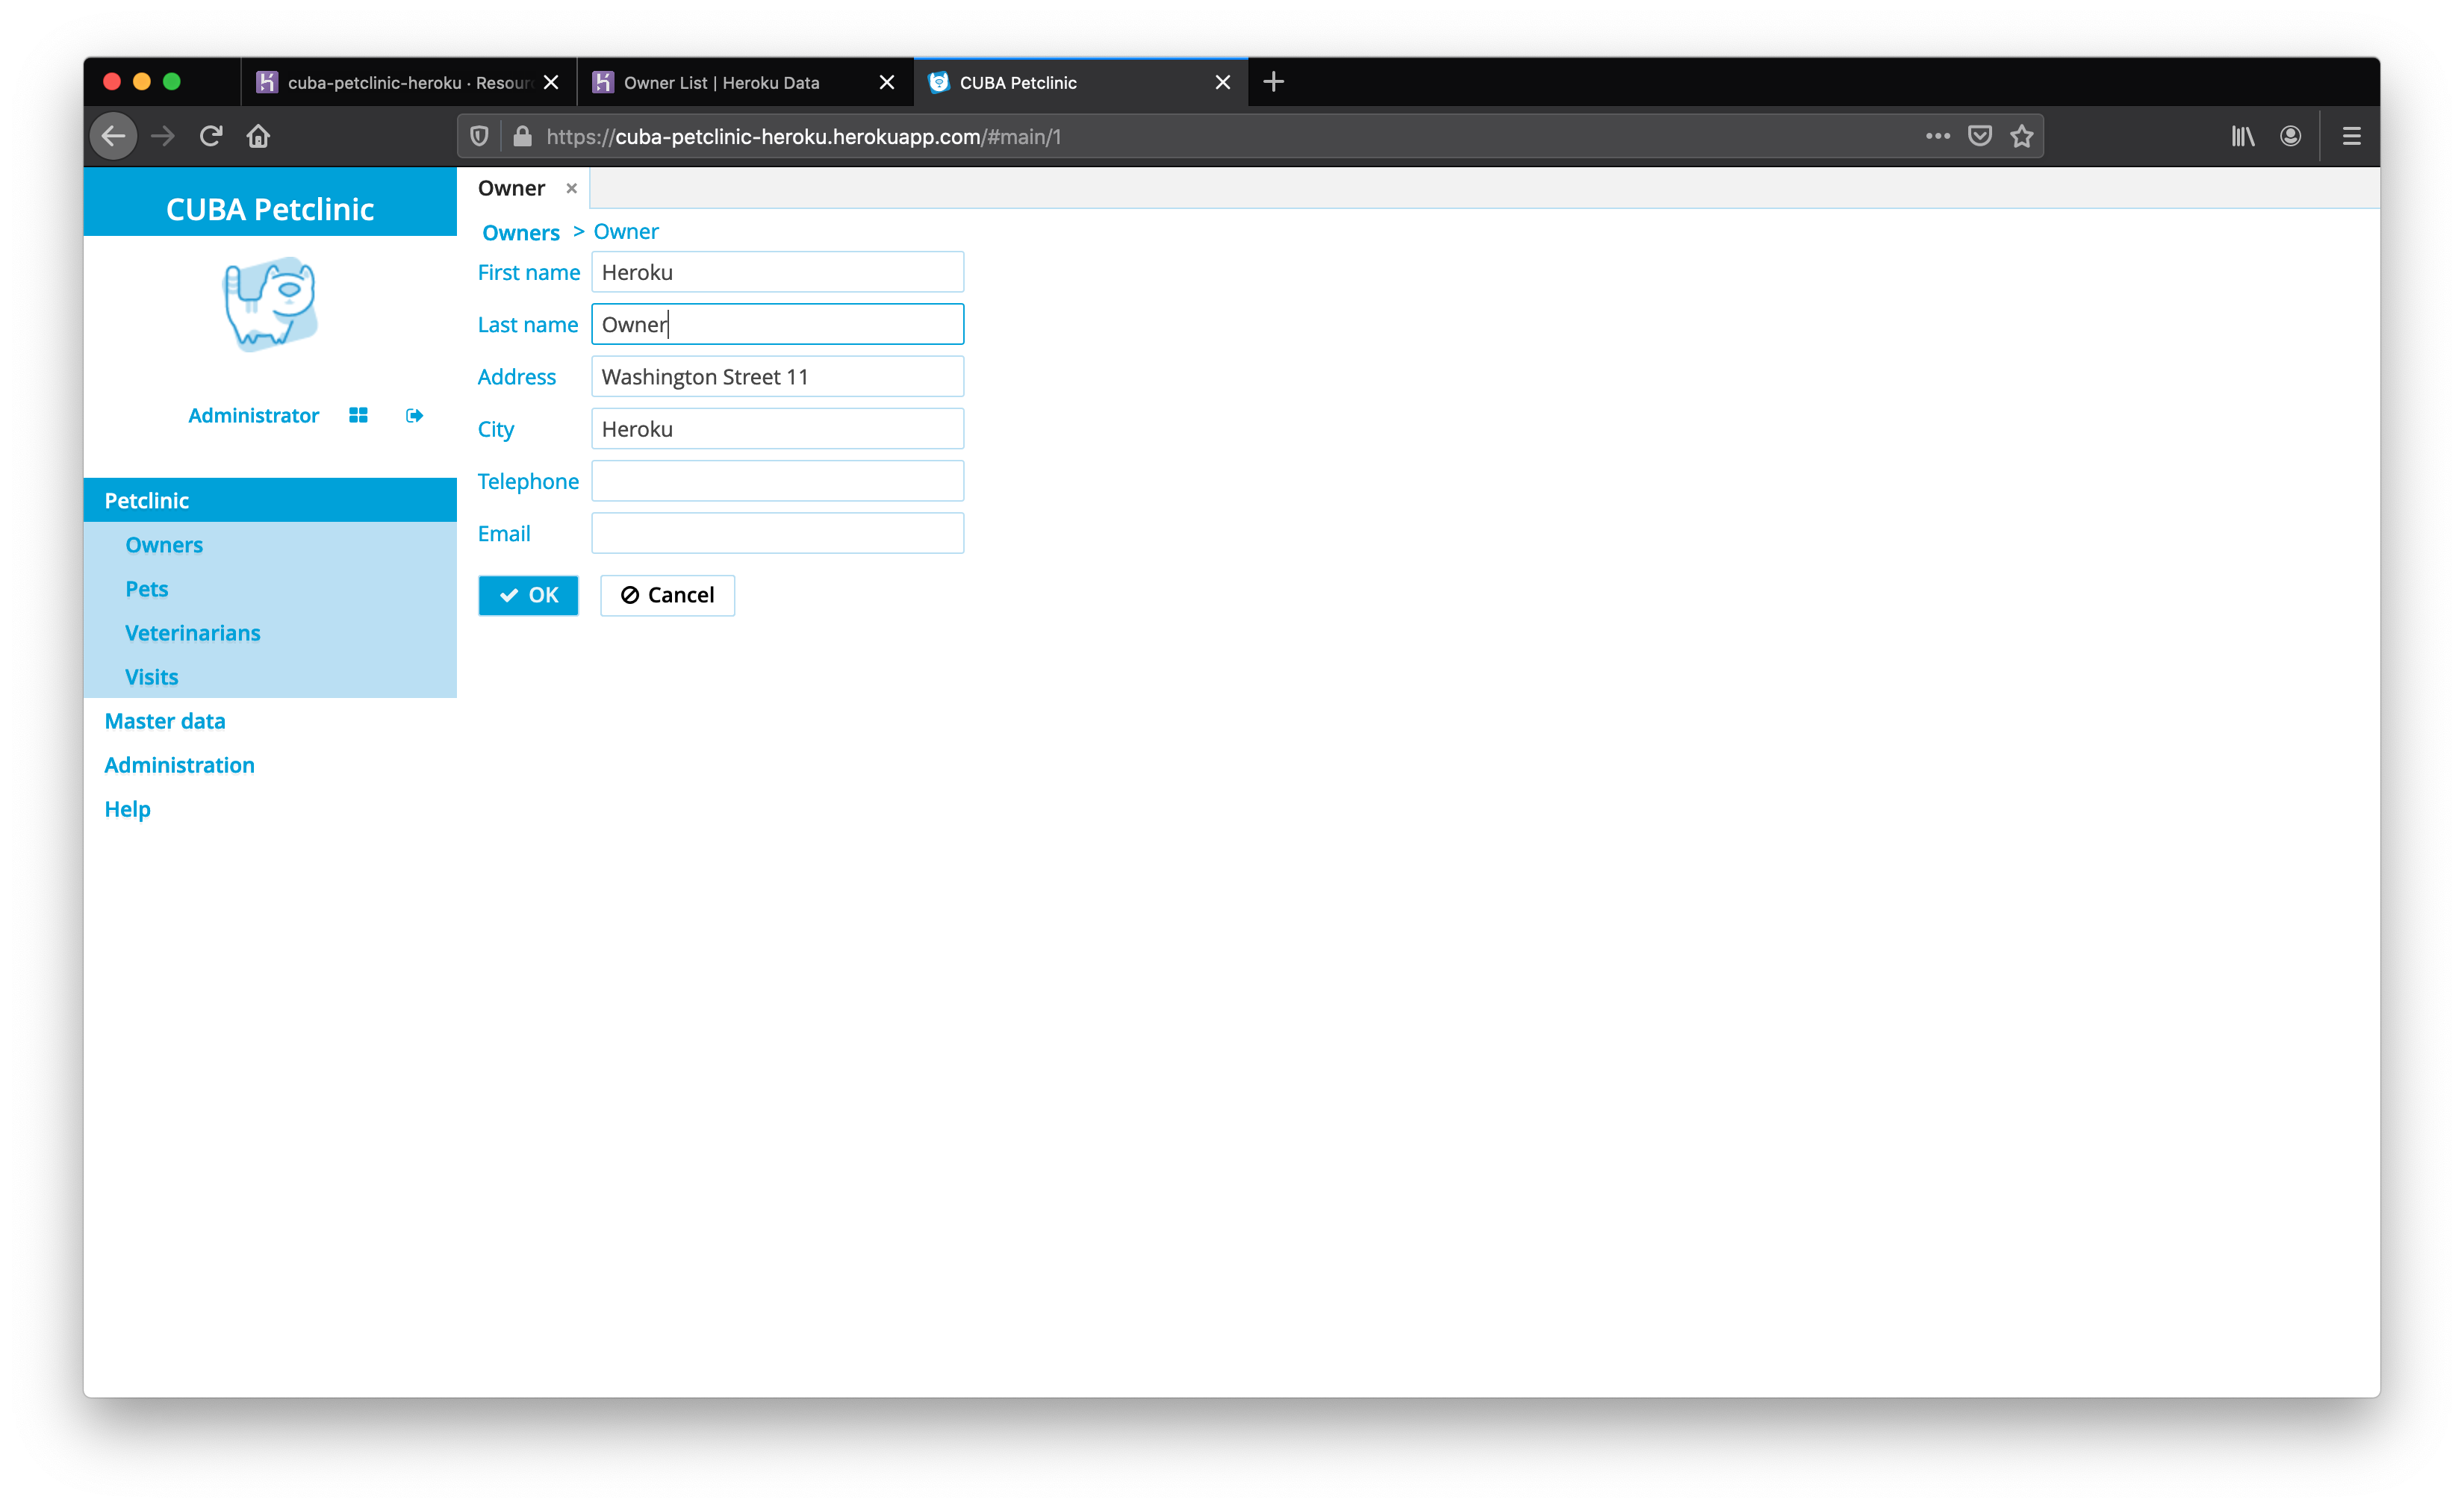 cuba-petclinic-heroku · Resour
Owner List | Heroku Data
CUBA Petclinic
https://cuba-petclinic-heroku.herokuapp.com/#main/1
CUBA Petclinic
Administrator
Petclinic
Owners
Pets
Veterinarians
Visits
Master data
Administration
Help
Owner
Owners > Owner
First name Heroku
Last name Owner
Address Washington Street 11
City Heroku
Telephone
Email
OK Cancel